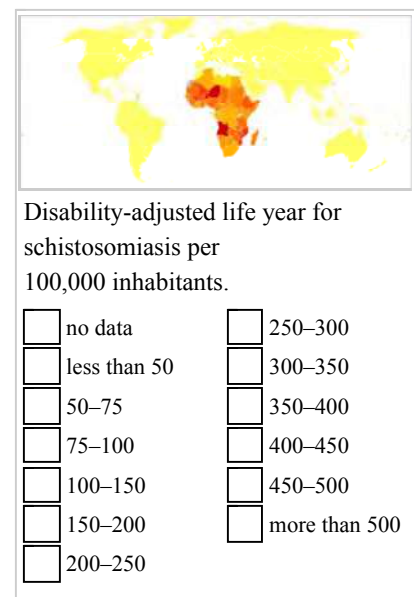 Disability-adjusted life year for
schistosomiasis per
100,000 inhabitants.
no data
less than 50
50–75
75–100
100–150
150–200
200–250
250–300
300–350
350–400
400–450
450–500
more than 500